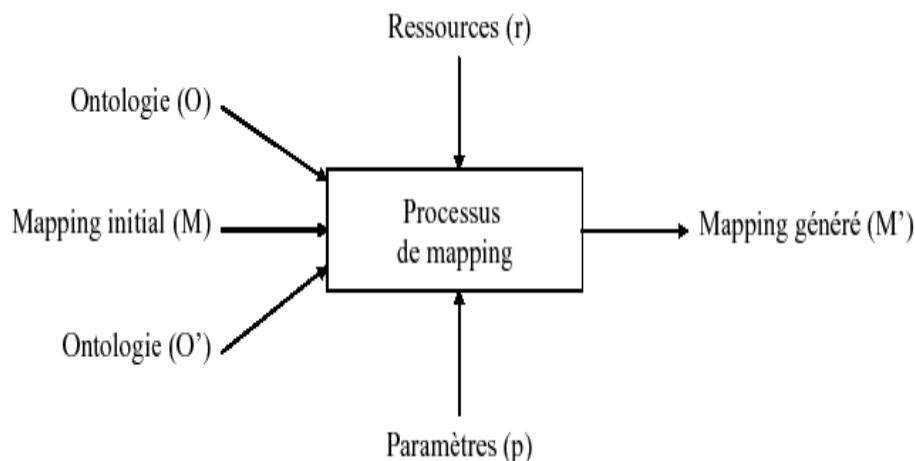 Ressources (r)
Ontologie (O)
Mapping initial (M)
Processus
de mapping
Mapping généré (M’)
Ontologie (O’)
Paramètres (p)